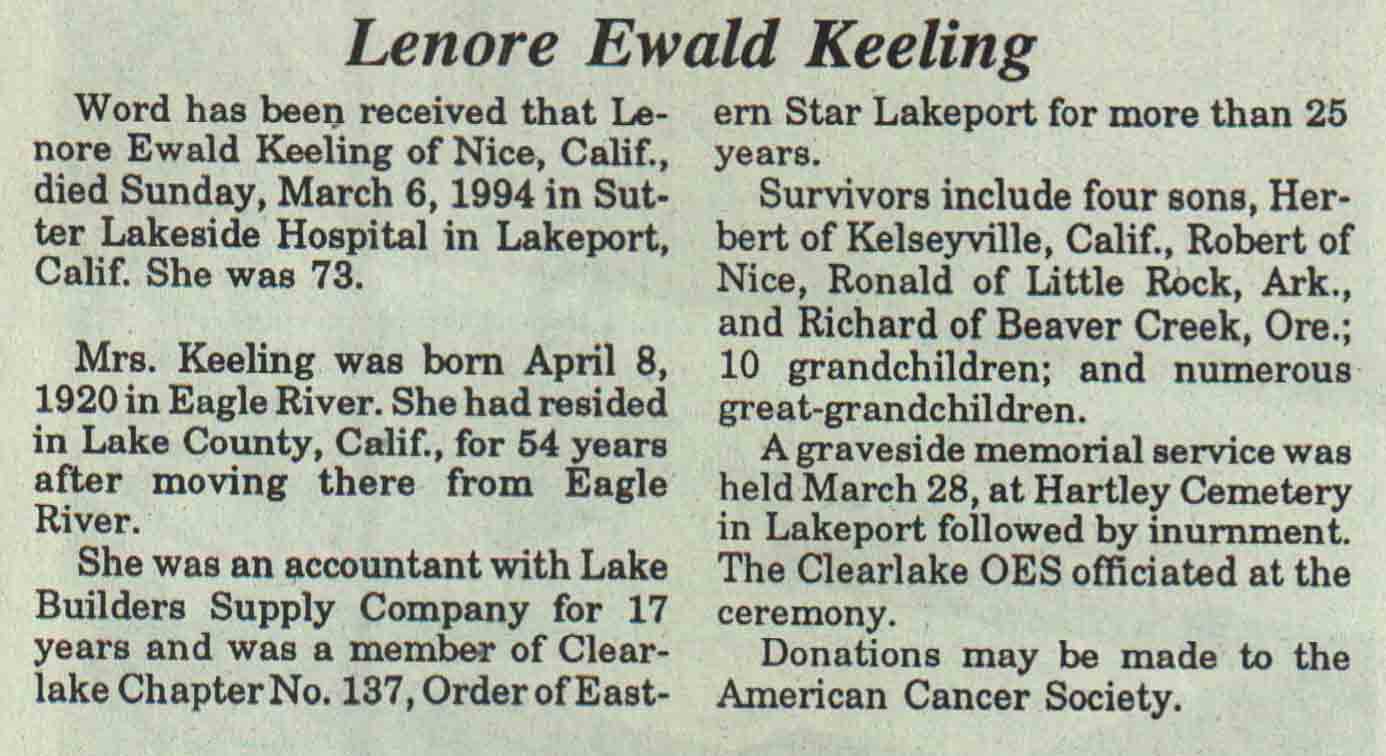 Lenore Ewald Keeling
Word has been received that Le-
nore Ewald Keeling of Nice, Calif.,
died Sunday, March 6, 1994 in Sut-
ter Lakeside Hospital in Lakeport,
Calif. She was 73.
Mrs. Keeling was born April 8,
1920 in Eagle River. She had resided
in Lake County, Calif., for 54 years
after moving there from Eagle
River.
She was an accountant with Lake
Builders Supply Company for 17
years and was a member of Clear-
lake Chapter No. 137, Order of East-
ern Star Lakeport for more than 25
years.
Survivors include four sons, Her-
bert of Kelseyville, Calif., Robert of
Nice, Ronald of Little Rock, Ark.,
and Richard of Beaver Creek, Ore.;
10 grandchildren; and numerous
great-grandchildren.
A graveside memorial service was
held March 28, at Hartley Cemetery
in Lakeport followed by inurnment.
The Clearlake OES officiated at the
ceremony.
Donations may be made to the
American Cancer Society.